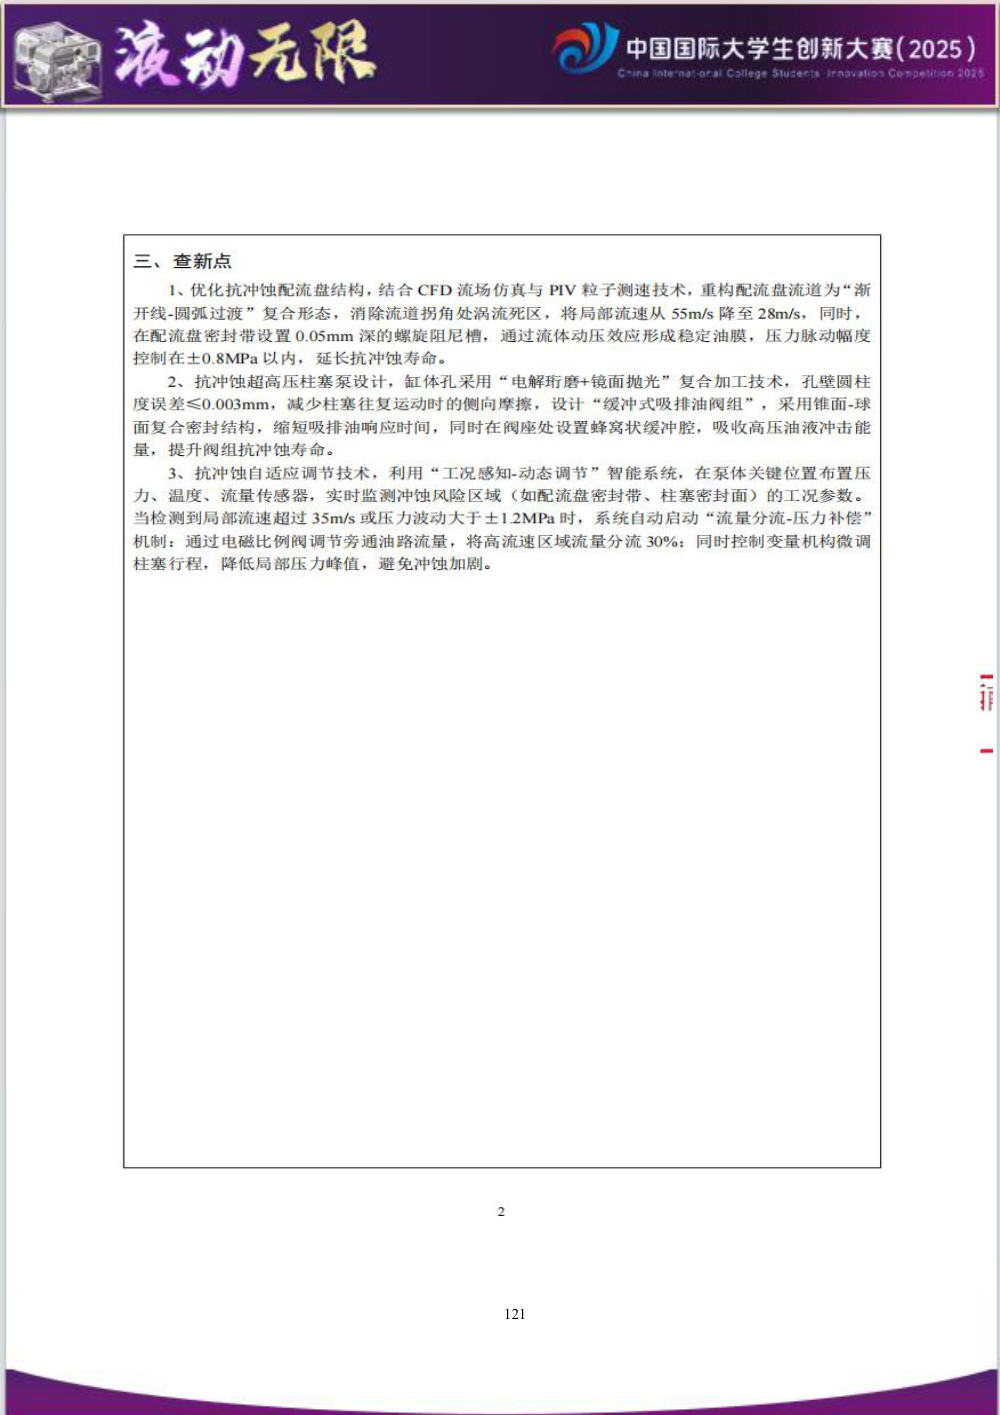 液动无限
中国国际大学生创新大赛(2025)
China International College Students Innovation Competition 2025
三、查新点
1、优化抗冲蚀配流盘结构,结合 CFD 流场仿真与 PIV 粒子测速技术,重构配流盘流道为“渐
开线-圆弧过渡”复合形态,消除流道拐角处涡流死区,将局部流速从 55m/s 降至 28m/s,同时,
在配流盘密封带设置 0.05mm 深的螺旋阻尼槽,通过流体动压效应形成稳定油膜,压力脉动幅度
控制在±0.8MPa 以内,延长抗冲蚀寿命。
2、抗冲蚀超高压柱塞泵设计,缸体孔采用“电解珩磨+镜面抛光”复合加工技术,孔壁圆柱
度误差≤0.003mm,减少柱塞往复运动时的侧向摩擦,设计“缓冲式吸排油阀组”,采用锥面-球
面复合密封结构,缩短吸排油响应时间,同时在阀座处设置蜂窝状缓冲腔,吸收高压油液冲击能
量,提升阀组抗冲蚀寿命。
3、抗冲蚀自适应调节技术,利用“工况感知-动态调节”智能系统,在泵体关键位置布置压
力、温度、流量传感器,实时监测冲蚀风险区域(如配流盘密封带、柱塞密封面)的工况参数。
当检测到局部流速超过 35m/s 或压力波动大于±1.2MPa 时,系统自动启动“流量分流-压力补偿”
机制:通过电磁比例阀调节旁通油路流量,将高流速区域流量分流 30%;同时控制变量机构微调
柱塞行程,降低局部压力峰值,避免冲蚀加剧。
2
121